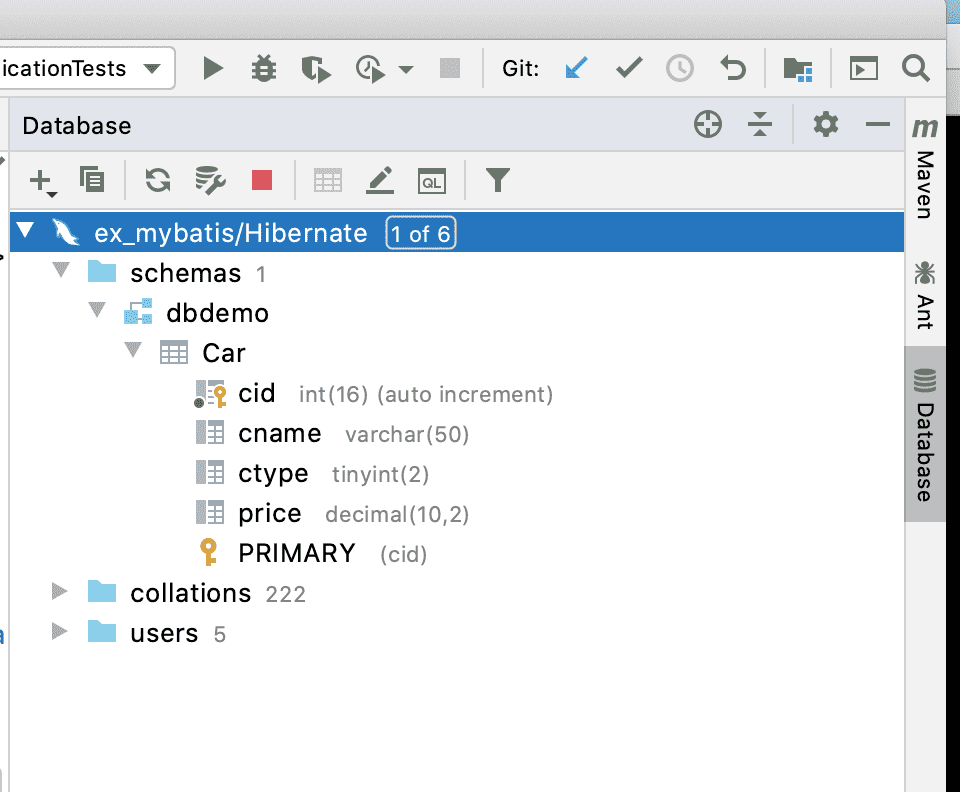 icationTests
Git:
Database
QL
ex_mybatis/Hibernate 1 of 6
schemas 1
dbdemo
Car
cid int(16) (auto increment)
cname varchar(50)
ctype tinyint(2)
price decimal(10,2)
PRIMARY (cid)
collations 222
users 5
m
Maven
Ant
Database